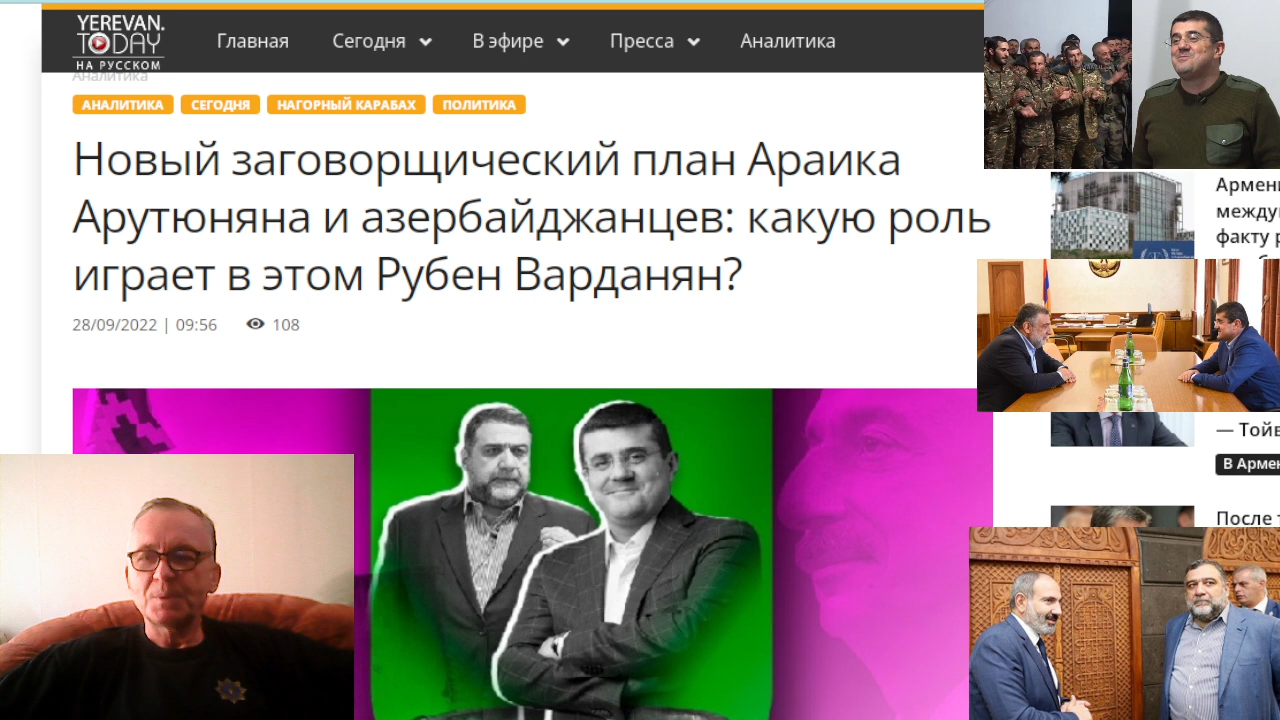 YEREVAN.
TODAY
НА РУССКОМ
Главная
Сегодня
В эфире
Пресса
Аналитика
Аналитика
АНАЛИТИКА
СЕГОДНЯ
НАГОРНЫЙ КАРАБАХ
ПОЛИТИКА
Новый заговорщический план Араика
Арутюняна и азербайджанцев: какую роль
играет в этом Рубен Варданян?
28/09/2022 | 09:56
108
— Тойв
В Армен
После т